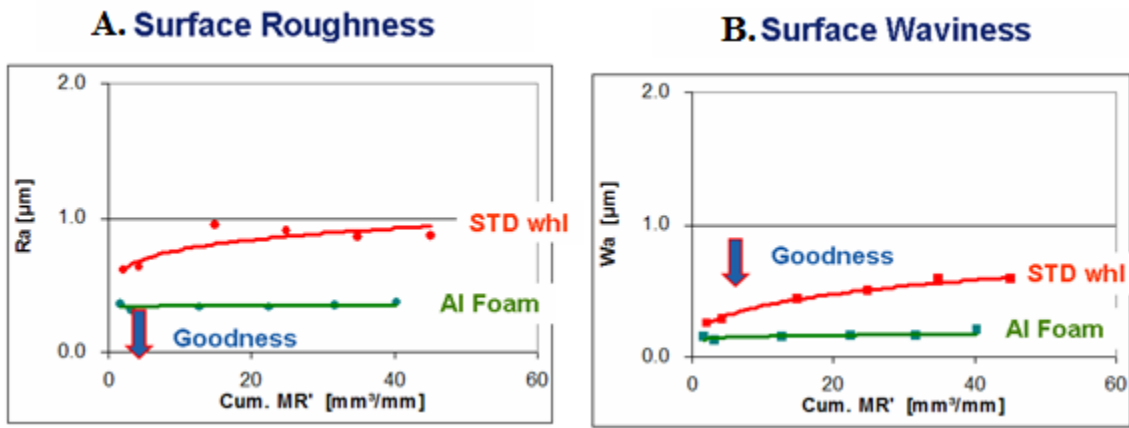 A. Surface Roughness
2.0
1.0
0.0
Ra [µm]
STD whl
Al Foam
Goodness
0 20 40 60
Cum. MR' [mm³/mm]
B. Surface Waviness
2.0
1.0
0.0
Wa [µm]
Goodness
STD whl
Al Foam
0 20 40 60
Cum. MR' [mm³/mm]